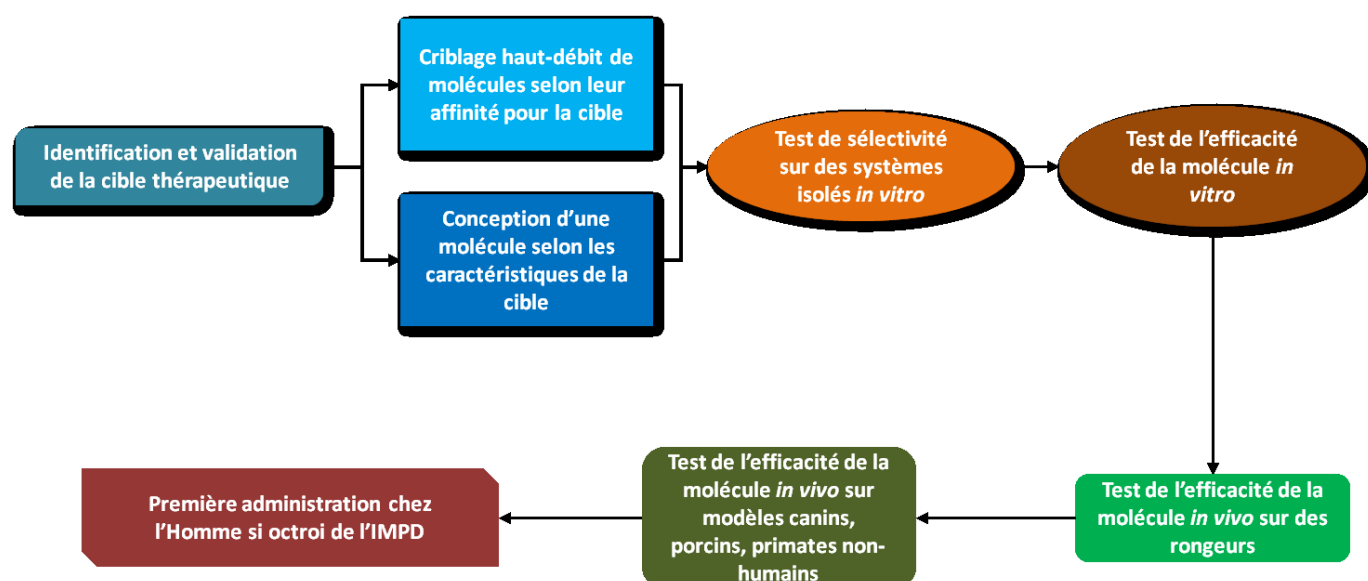 Identification et validation
de la cible thérapeutique
Criblage haut-débit de
molécules selon leur
affinité pour la cible
Conception d'une
molécule selon les
caractéristiques de la
cible
Test de sélectivité
sur des systèmes
isolés in vitro
Test de l'efficacité
de la molécule in
vitro
Test de l'efficacité de la
molécule in vivo sur des
rongeurs
Test de l'efficacité de la
molécule in vivo sur
modèles canins,
porcins, primates non-
humains
Première administration chez
l'Homme si octroi de l'IMPD